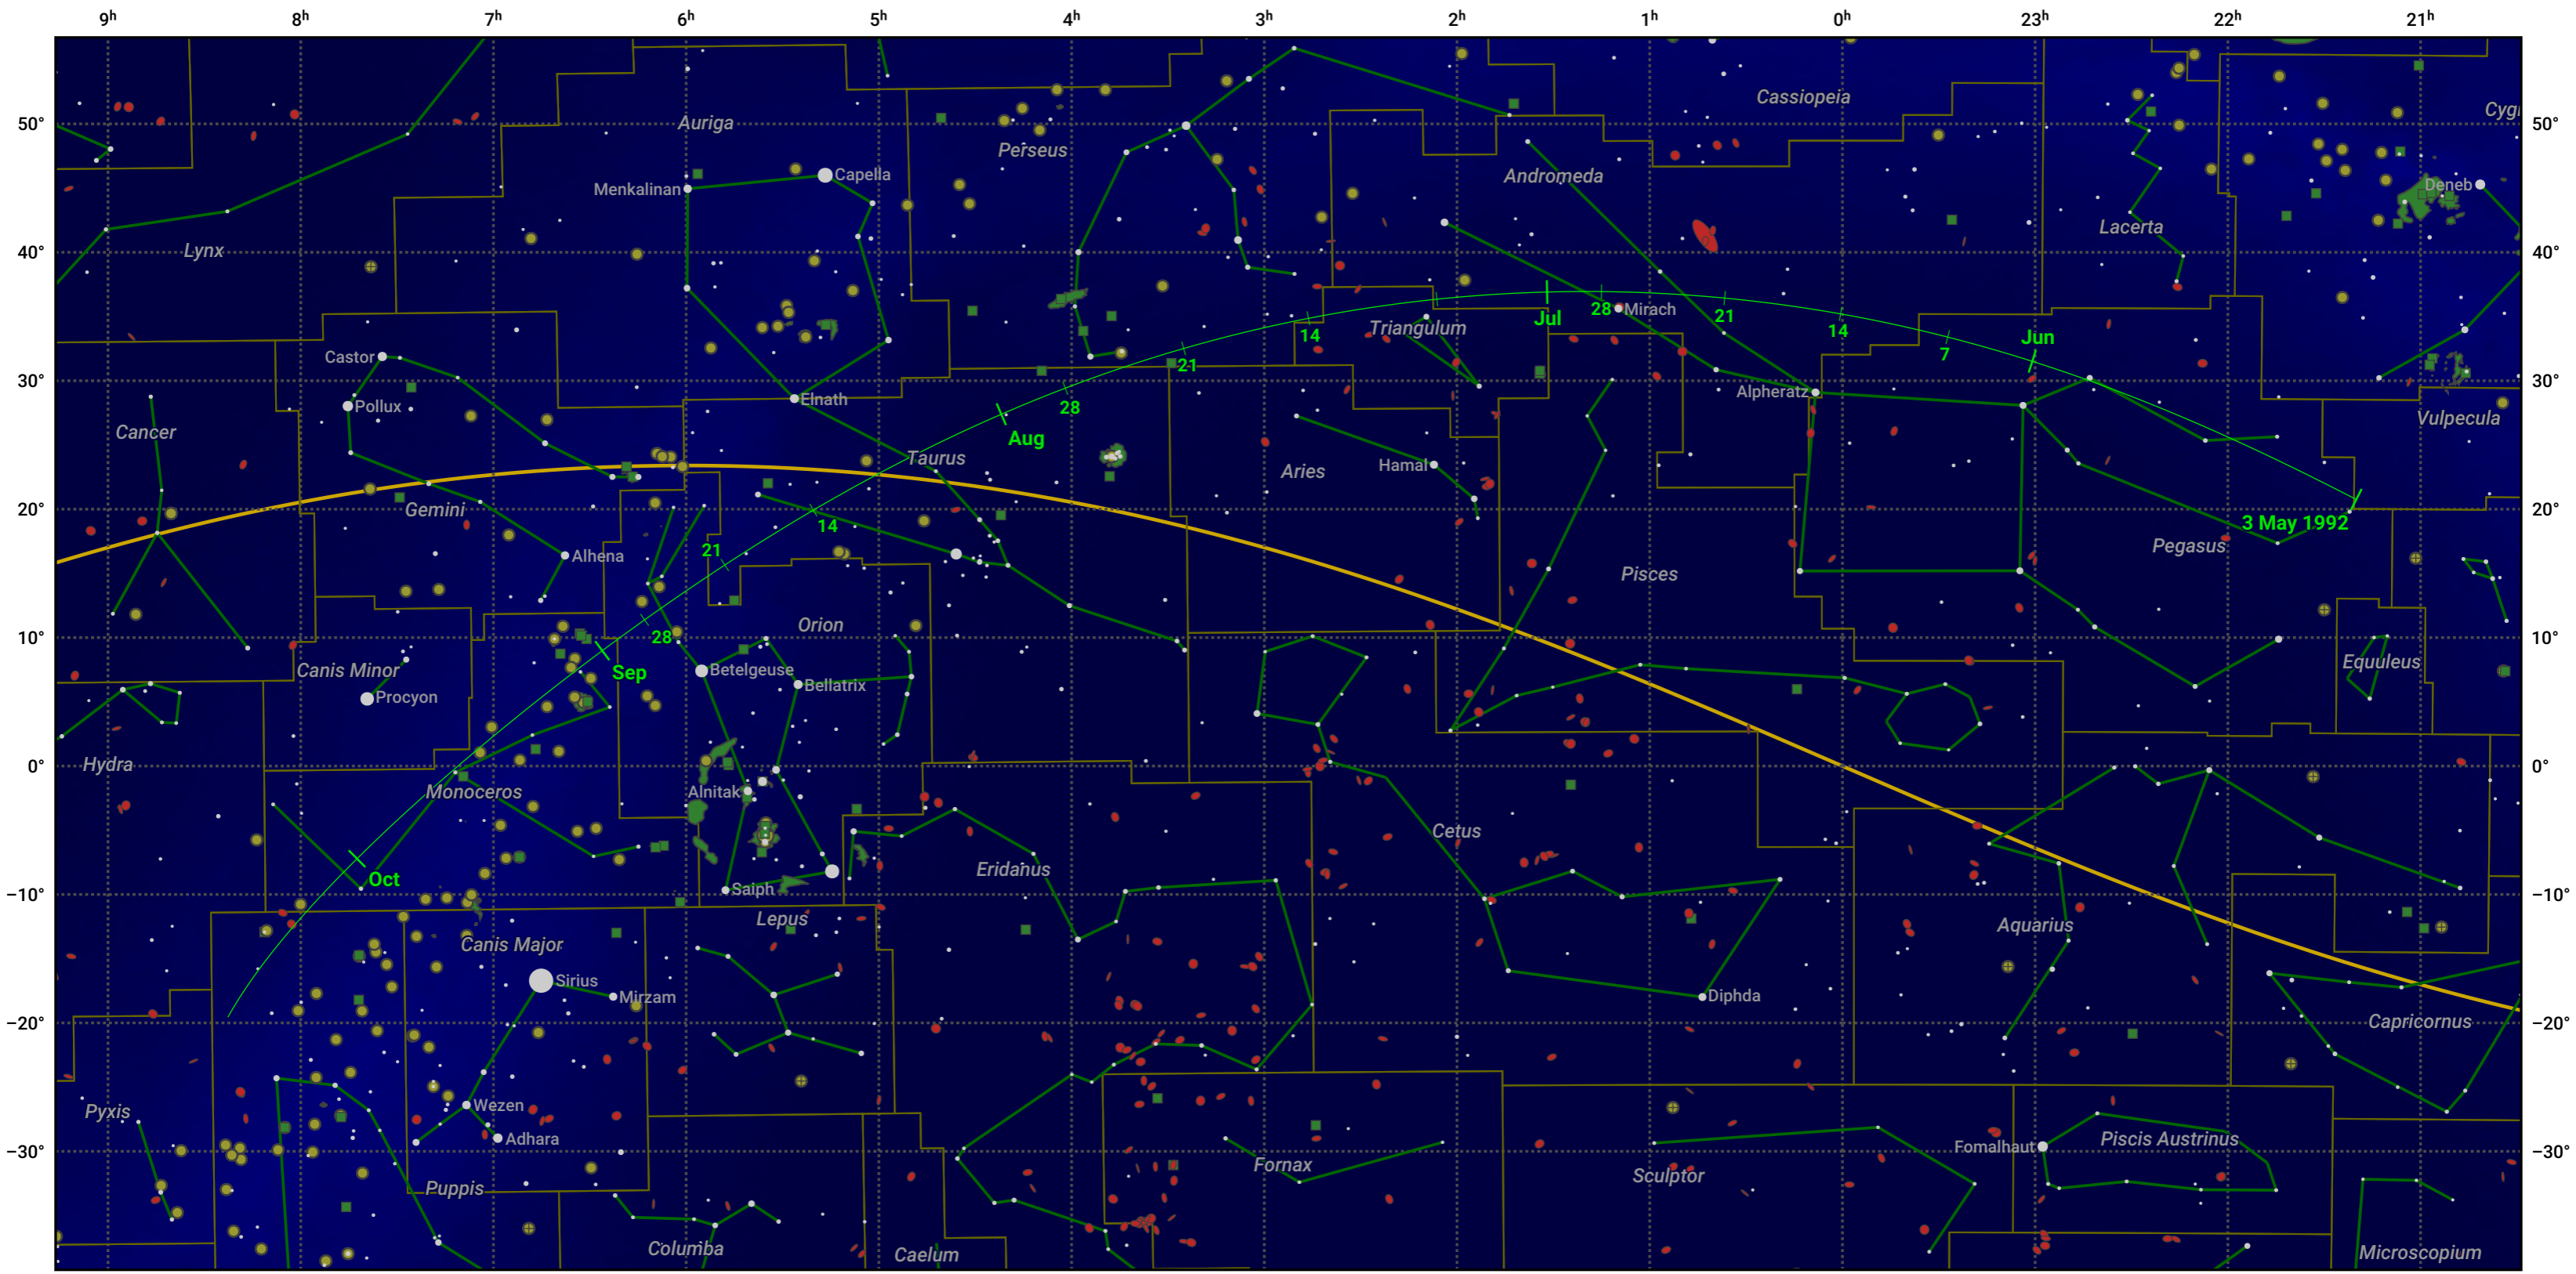 9h 8h 7h 6h 5h 4h 3h 2h 1h 0h 23h 22h 21h
Cassiopeia
Cyg
50° Auriga 50°
Perseus
Andromeda
Capella
Menkalinan Deneb
Lacerta
Lynx
40° 40°
Mirach
28 Jul 21 14 Jun
Triangulum
14 7
Castor
21
30° 30°
Alpheratz
Elnath
Pollux 28
Vulpecula
Cancer Aug
Taurus
Hamal Aries
Gemini
20° 20°
14 3 May 1992
Pegasus
21
Alhena
Pisces
Orion
10° 28 10°
Equuleus
Canis Minor Sep Betelgeuse
Bellatrix
Procyon
Hydra
0° 0°
Monoceros Alnitak
Cetus
Eridanus
Oct
Saiph
−10° −10°
Lepus
Aquarius
Canis Major
Sirius
Mirzam Diphda
−20° Capricornus −20°
Pyxis Wezen
Adhara Piscis Austrinus
Fomalhaut
−30° −30°
Fornax
Sculptor
Puppis
Columba Caelum Microscopium